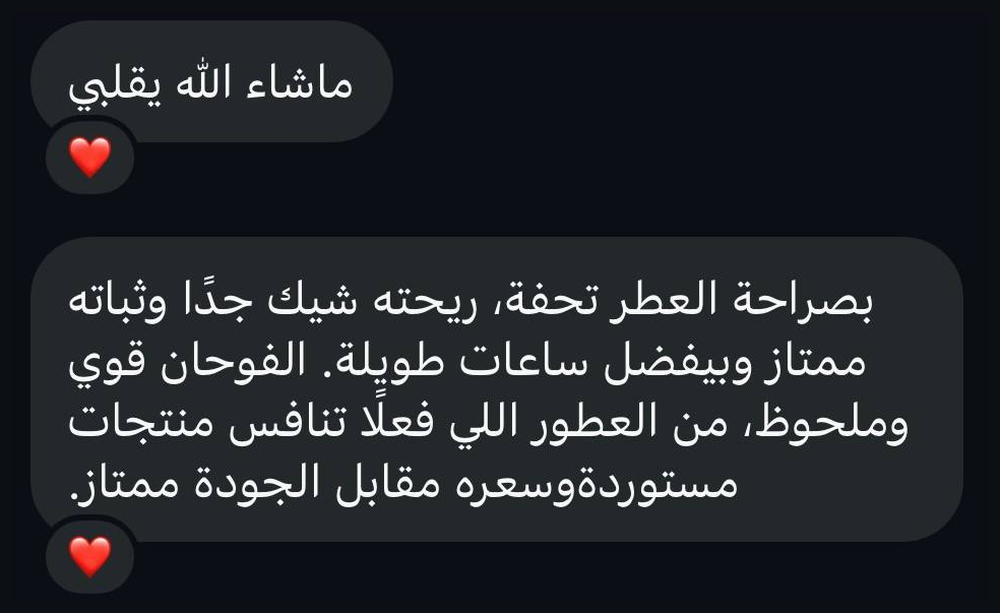 ماشاء الله يقلبي
❤️
بصراحة العطر تحفة، ريحته شيك جدًا وثباته
ممتاز وبيفضل ساعات طويلة. الفوحان قوي
وملحوظ، من العطور اللي فعلًا تنافس منتجات
مستوردةوسعره مقابل الجودة ممتاز.
❤️